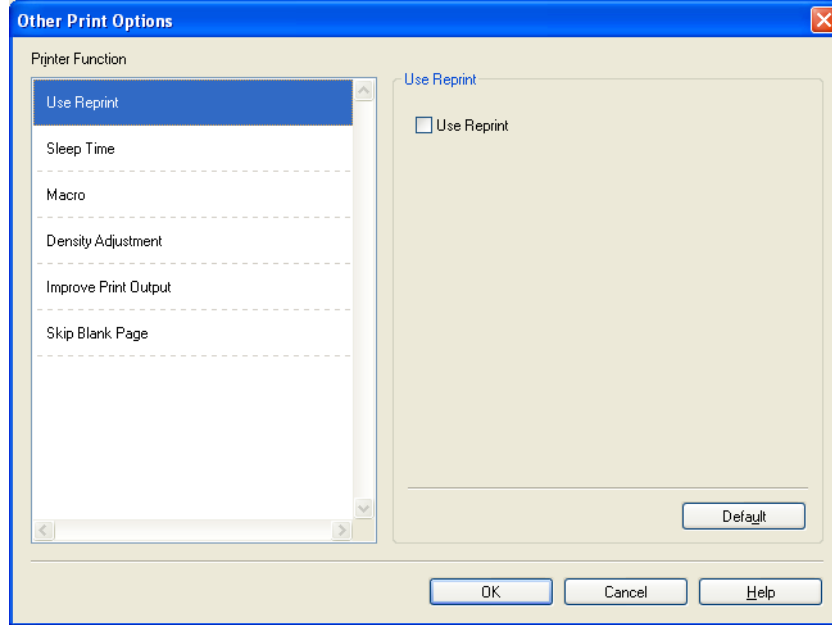 Other Print Options
Printer Function
Use Reprint
Sleep Time
Macro
Density Adjustment
Improve Print Output
Skip Blank Page
Use Reprint
Use Reprint
Default
OK Cancel Help